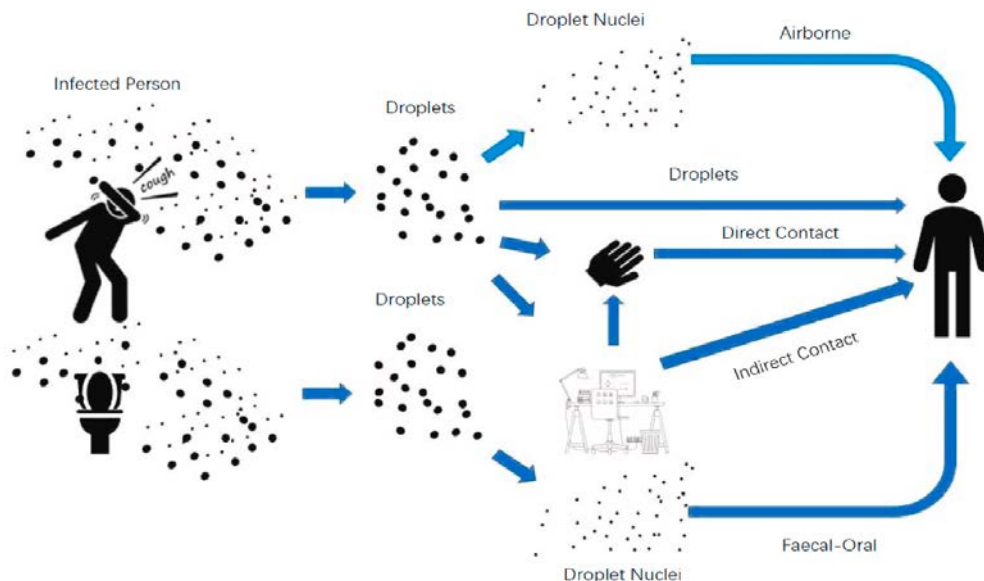 Droplet Nuclei
Airborne
Infected Person
Droplets
cough
Droplets
Direct Contact
Droplets
Indirect Contact
Faecal-Oral
Droplet Nuclei